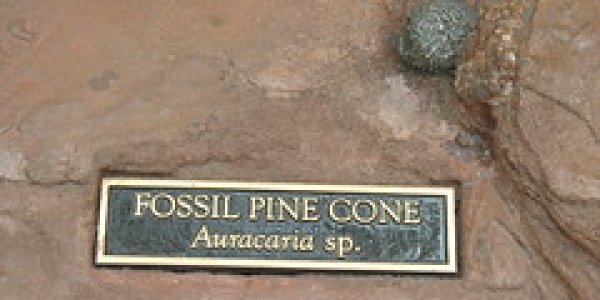 FOSSIL PINE CONE
Auracaria sp.